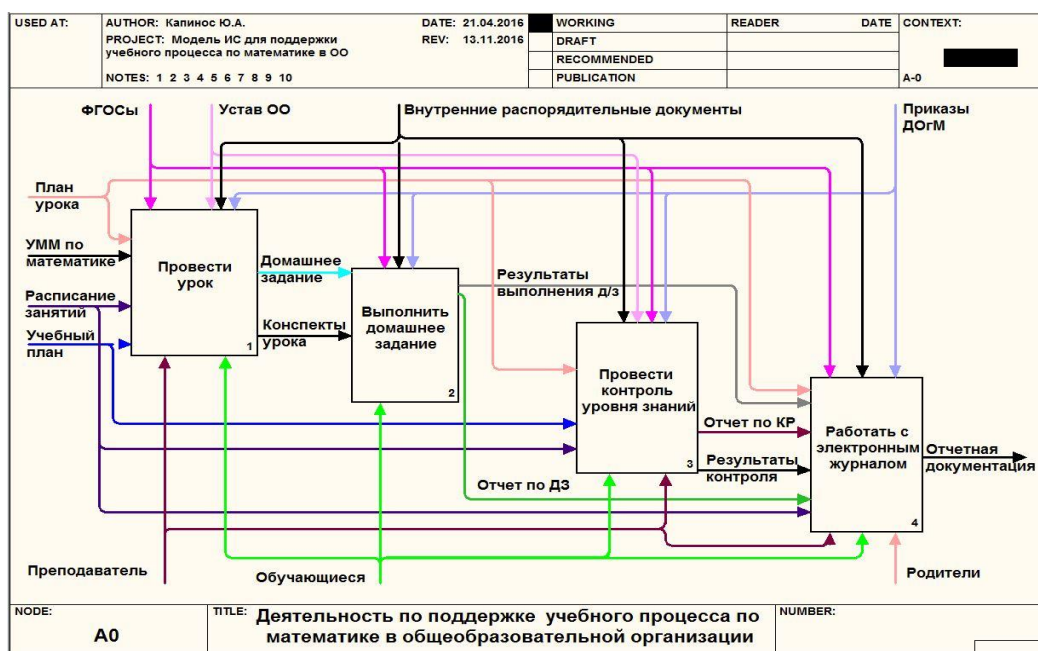 USED AT:
AUTHOR: Капинос Ю.А.
DATE: 21.04.2016
PROJECT: Модель ИС для поддержки
учебного процесса по математике в ОО
REV: 13.11.2016
NOTES: 1 2 3 4 5 6 7 8 9 10
WORKING
DRAFT
RECOMMENDED
PUBLICATION
READER
DATE
CONTEXT:
A-0
ФГОСы
Устав ОО
Внутренние распорядительные документы
Приказы
ДОгМ
План
урока
УММ по
математике
Расписание
занятий
Учебный
план
Провести
урок
1
Домашнее
задание
Конспекты
урока
Выполнить
домашнее
задание
2
Результаты
выполнения д/з
Провести
контроль
уровня знаний
3
Отчет по КР
Результаты
контроля
Отчет по ДЗ
Работать с
электронным
журналом
4
Отчетная
документация
Преподаватель
Обучающиеся
Родители
NODE:
A0
TITLE:
Деятельность по поддержке учебного процесса по
математике в общеобразовательной организации
NUMBER: